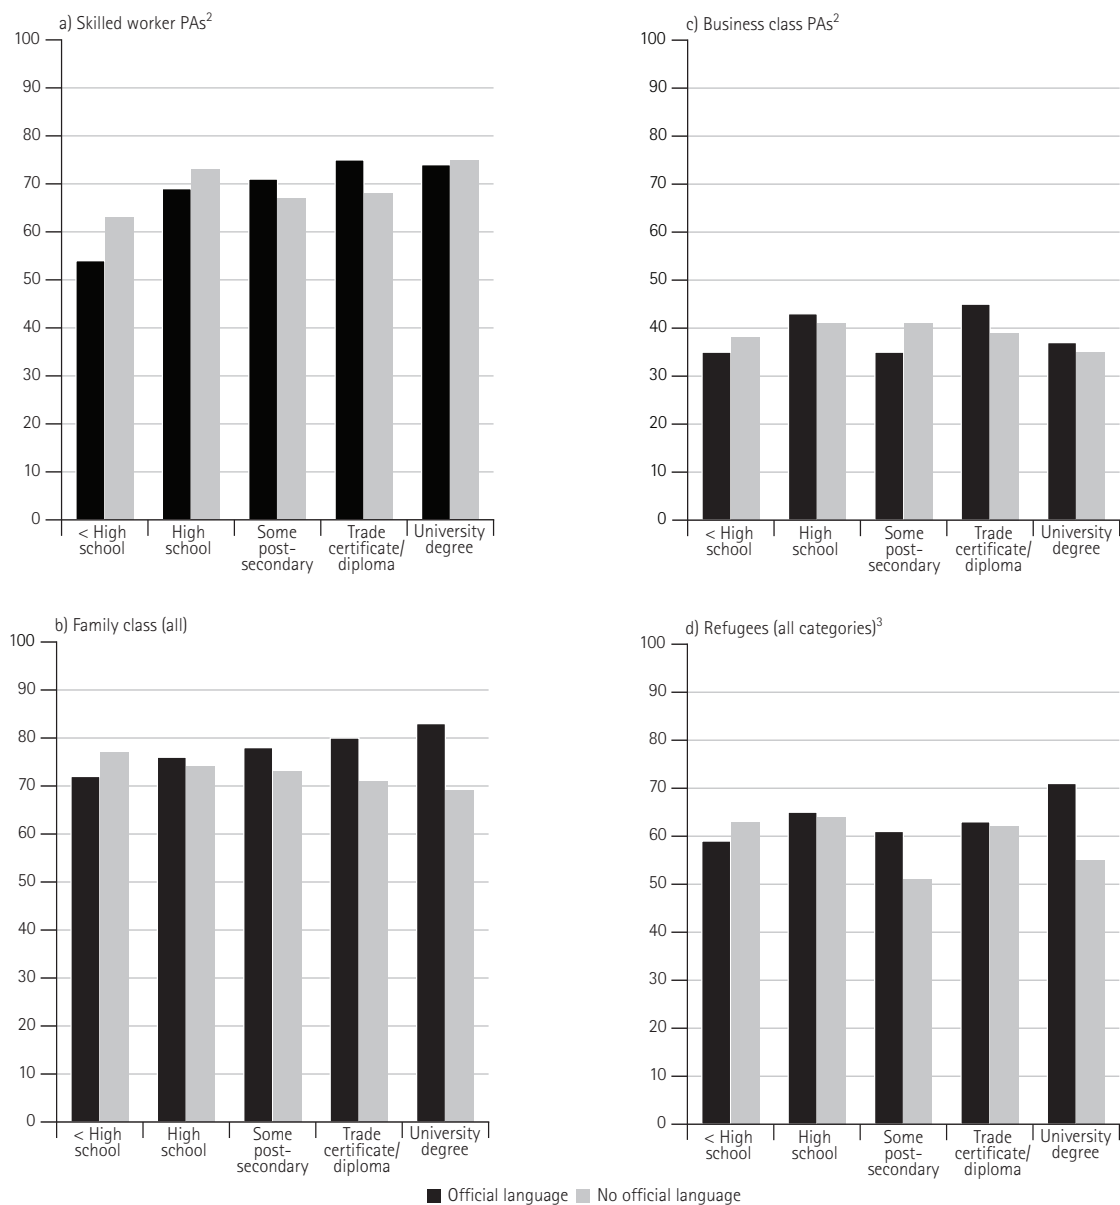 a) Skilled worker PAs²
100
90
80
70
60
50
40
30
20
10
0
< High
school
High
school
Some
post-
secondary
Trade
certificate/
diploma
University
degree
c) Business class PAs²
100
90
80
70
60
50
40
30
20
10
0
< High
school
High
school
Some
post-
secondary
Trade
certificate/
diploma
University
degree
b) Family class (all)
100
90
80
70
60
50
40
30
20
10
0
< High
school
High
school
Some
post-
secondary
Trade
certificate/
diploma
University
degree
d) Refugees (all categories)³
100
90
80
70
60
50
40
30
20
10
0
< High
school
High
school
Some
post-
secondary
Trade
certificate/
diploma
University
degree
Official language
No official language